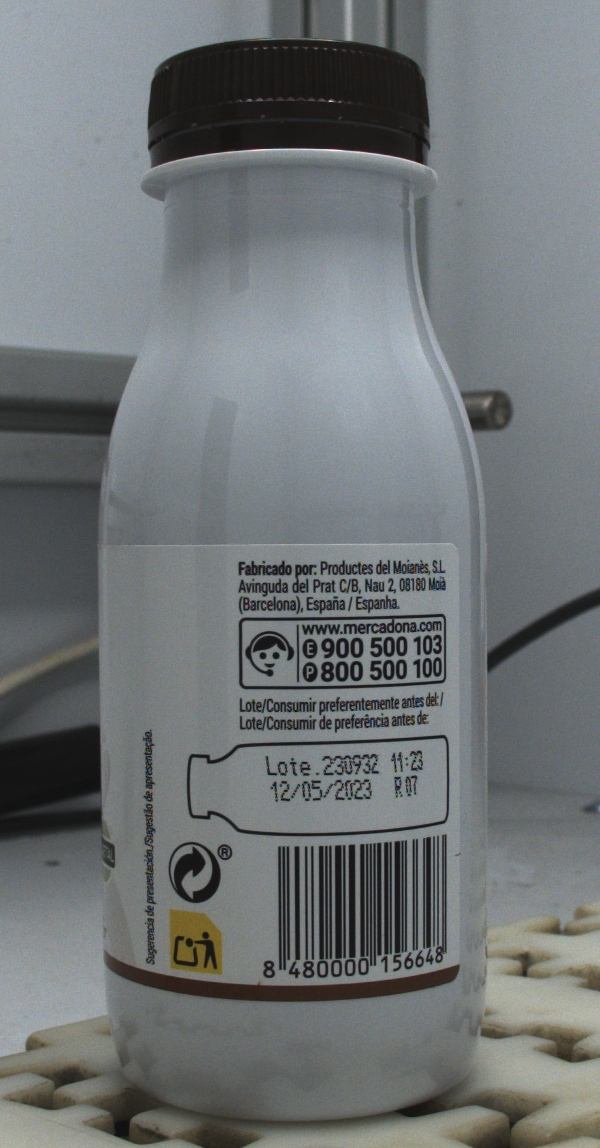 Fabricado por: Productes del Moianès, S.L.
Avinguda del Prat C/B, Nau 2, 08180 Moià
(Barcelona), España / Espanha.
www.mercadona.com
E 900 500 103
P 800 500 100
Lote/Consumir preferentemente antes del: /
Lote/Consumir de preferência antes de:
Lote.230932 11:23
12/05/2023 R07
Sugerencia de presentación./Sugestão de apresentação.
®
8 480000 156648